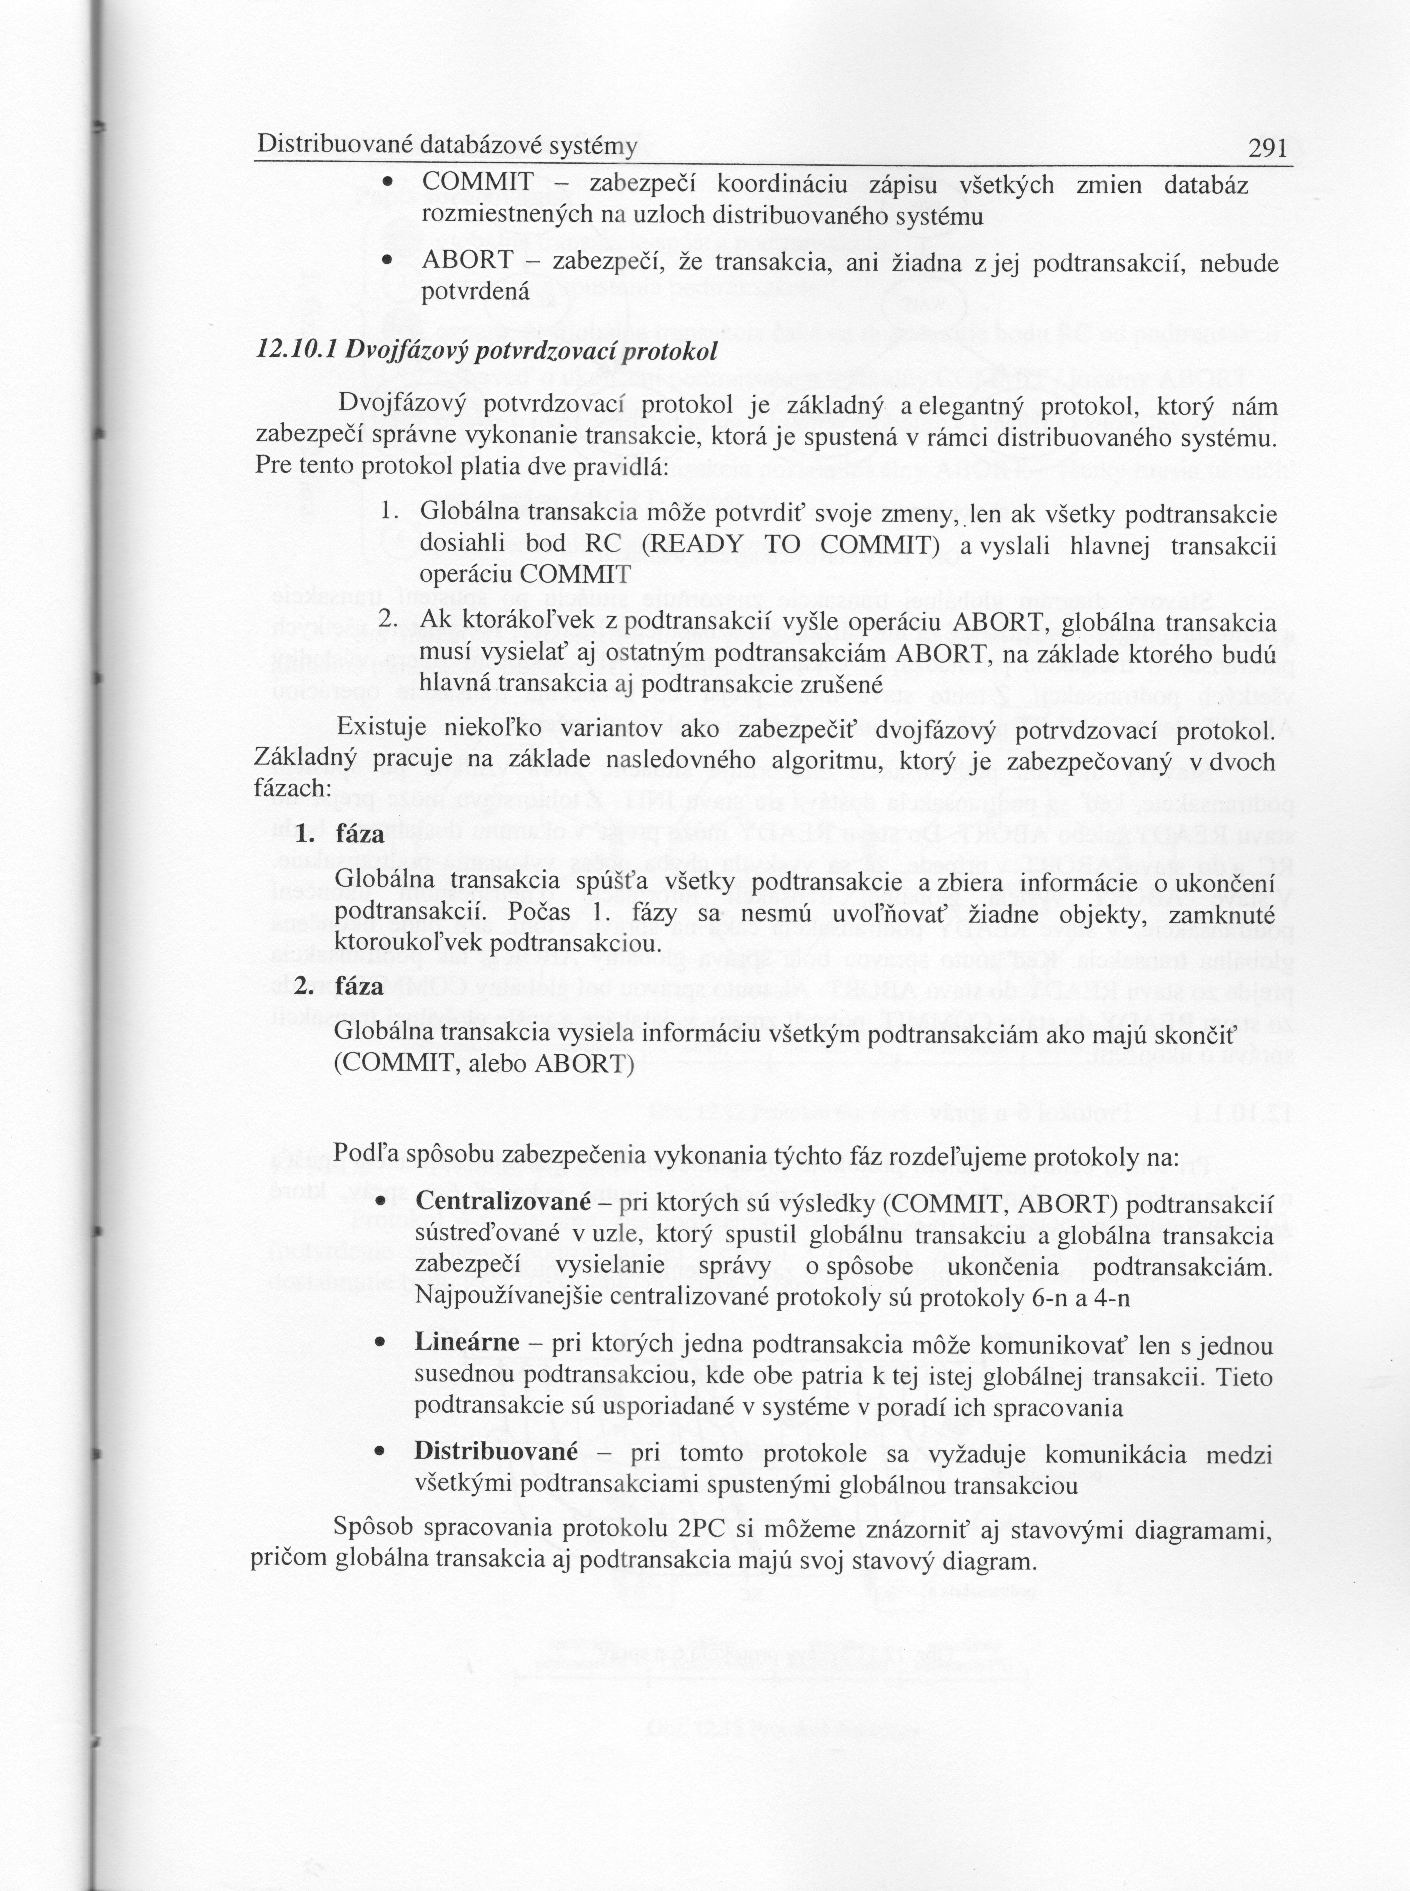 Distribuované databázové systémy 291
• COMMIT – zabezpečí koordináciu zápisu všetkých zmien databáz
rozmiestnených na uzloch distribuovaného systému
• ABORT – zabezpečí, že transakcia, ani žiadna z jej podtransakcií, nebude
potvrdená
12.10.1 Dvojfázový potvrdzovací protokol
Dvojfázový potvrdzovací protokol je základný a elegantný protokol, ktorý nám
zabezpečí správne vykonanie transakcie, ktorá je spustená v rámci distribuovaného systému.
Pre tento protokol platia dve pravidlá:
1. Globálna transakcia môže potvrdiť svoje zmeny, len ak všetky podtransakcie
dosiahli bod RC (READY TO COMMIT) a vyslali hlavnej transakcii
operáciu COMMIT
2. Ak ktorákoľvek z podtransakcií vyšle operáciu ABORT, globálna transakcia
musí vysielať aj ostatným podtransakciám ABORT, na základe ktorého budú
hlavná transakcia aj podtransakcie zrušené
Existuje niekoľko variantov ako zabezpečiť dvojfázový potrvdzovací protokol.
Základný pracuje na základe nasledovného algoritmu, ktorý je zabezpečovaný v dvoch
fázach:
1. fáza
Globálna transakcia spúšťa všetky podtransakcie a zbiera informácie o ukončení
podtransakcií. Počas 1. fázy sa nesmú uvoľňovať žiadne objekty, zamknuté
ktoroukoľvek podtransakciou.
2. fáza
Globálna transakcia vysiela informáciu všetkým podtransakciám ako majú skončiť
(COMMIT, alebo ABORT)
Podľa spôsobu zabezpečenia vykonania týchto fáz rozdeľujeme protokoly na:
• Centralizované – pri ktorých sú výsledky (COMMIT, ABORT) podtransakcií
sústreďované v uzle, ktorý spustil globálnu transakciu a globálna transakcia
zabezpečí vysielanie správy o spôsobe ukončenia podtransakciám.
Najpoužívanejšie centralizované protokoly sú protokoly 6-n a 4-n
• Lineárne – pri ktorých jedna podtransakcia môže komunikovať len s jednou
susednou podtransakciou, kde obe patria k tej istej globálnej transakcii. Tieto
podtransakcie sú usporiadané v systéme v poradí ich spracovania
• Distribuované – pri tomto protokole sa vyžaduje komunikácia medzi
všetkými podtransakciami spustenými globálnou transakciou
Spôsob spracovania protokolu 2PC si môžeme znázorniť aj stavovými diagramami,
pričom globálna transakcia aj podtransakcia majú svoj stavový diagram.